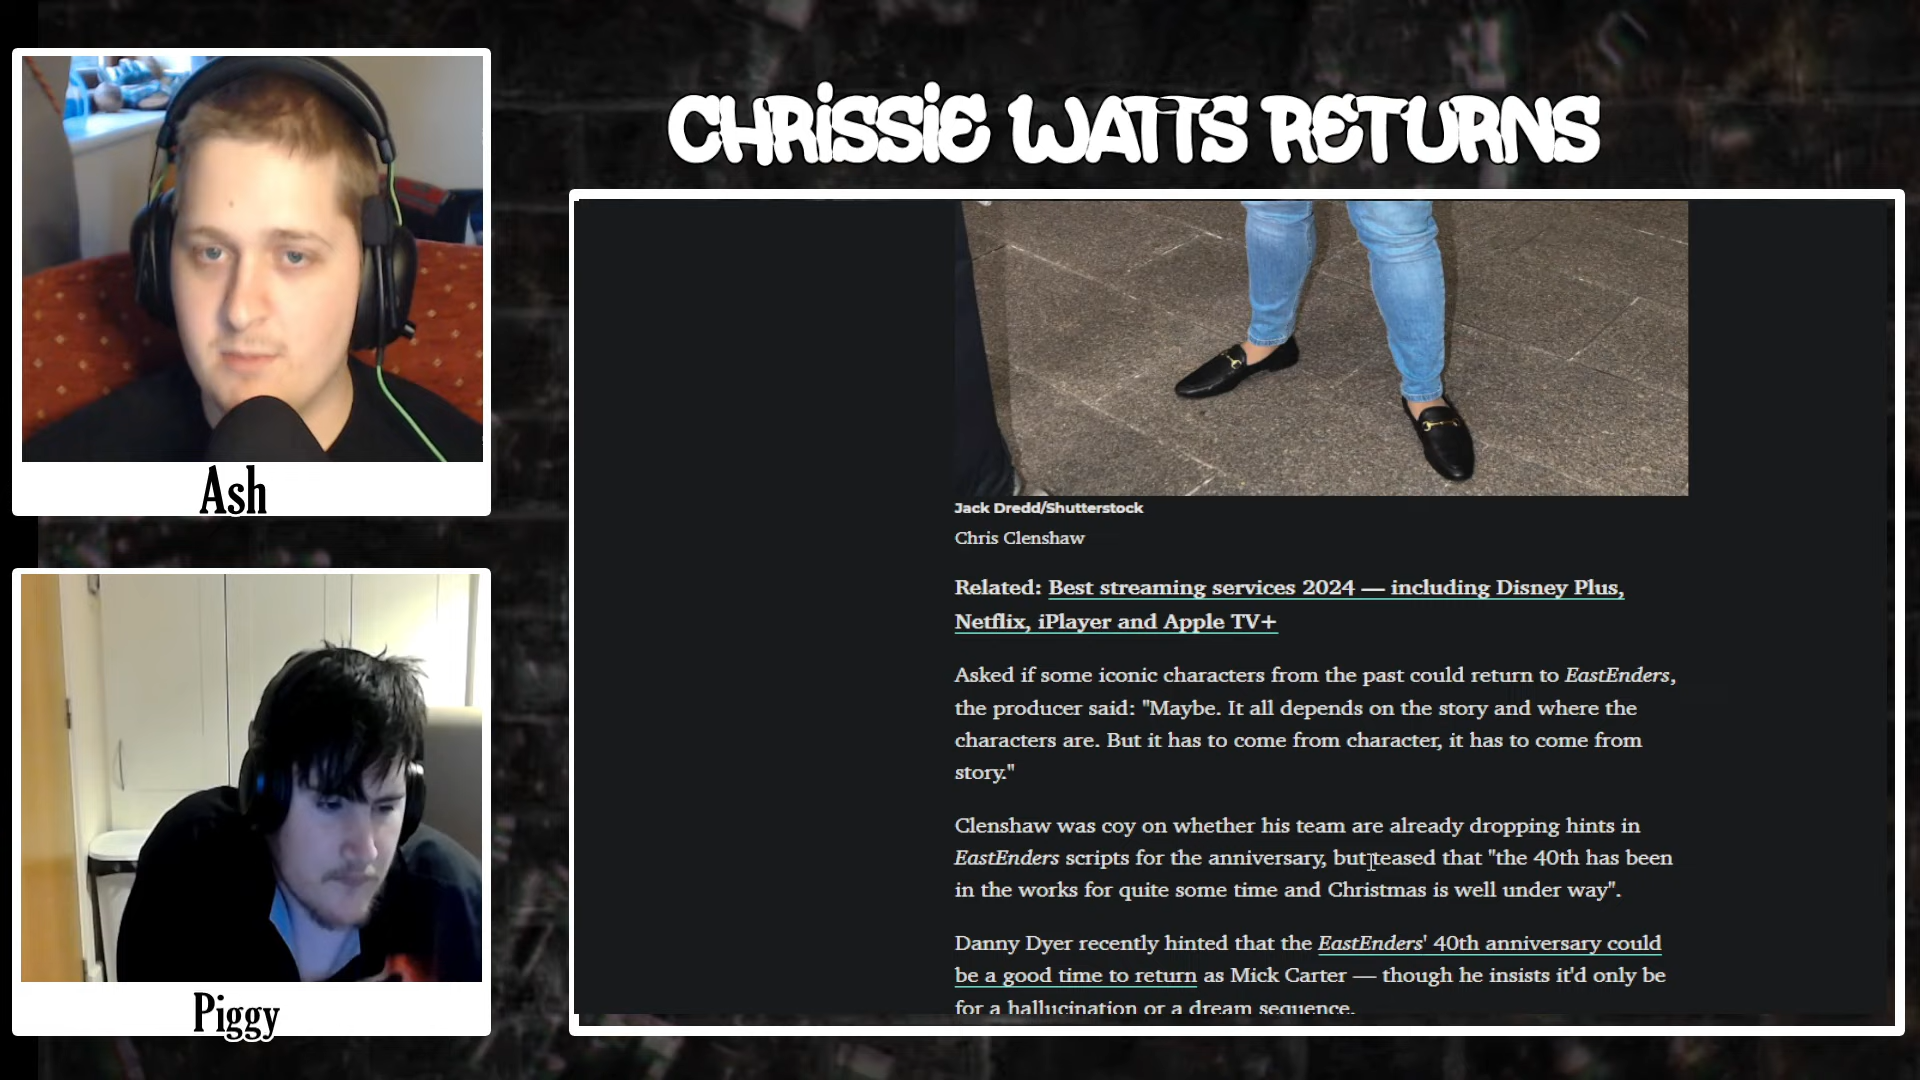 CHRISSIE WATTS RETURNS
Ash
Piggy
Jack Dredd/Shutterstock
Chris Clenshaw
Related: Best streaming services 2024 — including Disney Plus,
Netflix, iPlayer and Apple TV+
Asked if some iconic characters from the past could return to EastEnders,
the producer said: "Maybe. It all depends on the story and where the
characters are. But it has to come from character, it has to come from
story."
Clenshaw was coy on whether his team are already dropping hints in
EastEnders scripts for the anniversary, but teased that "the 40th has been
in the works for quite some time and Christmas is well under way".
Danny Dyer recently hinted that the EastEnders' 40th anniversary could
be a good time to return as Mick Carter — though he insists it'd only be
for a hallucination or a dream sequence.